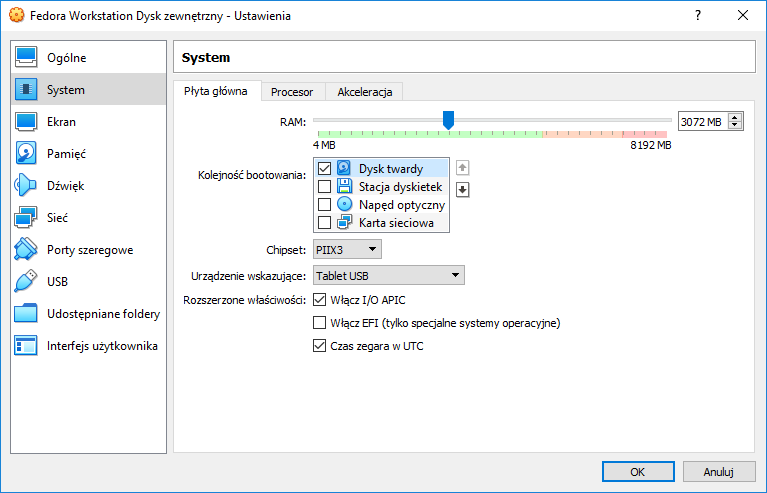 Fedora Workstation Dysk zewnętrzny - Ustawienia
Ogólne
System
Ekran
Pamięć
Dźwięk
Sieć
Porty szeregowe
USB
Udostępniane foldery
Interfejs użytkownika
System
Płyta główna Procesor Akceleracja
RAM: 3072 MB
4 MB 8192 MB
Kolejność bootowania: Dysk twardy
Stacja dyskietek
Napęd optyczny
Karta sieciowa
Chipset: PIIX3
Urządzenie wskazujące: Tablet USB
Rozszerzone właściwości: Włącz I/O APIC
Włącz EFI (tylko specjalne systemy operacyjne)
Czas zegara w UTC
OK Anuluj